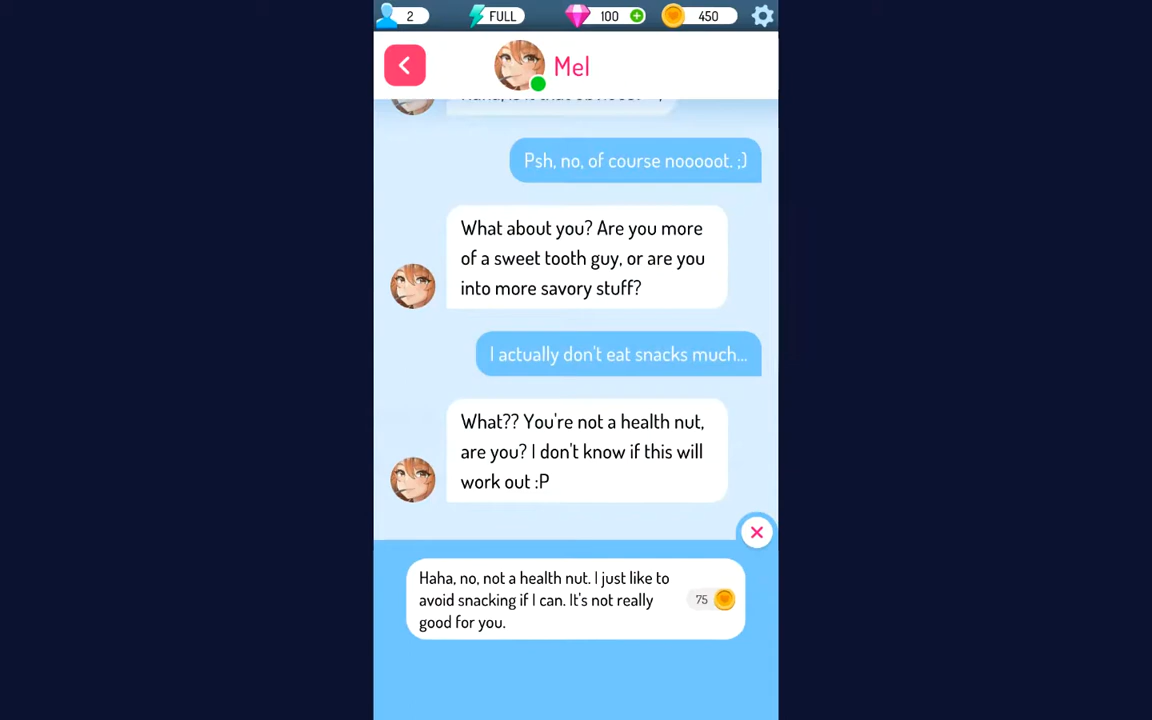 2
FULL
100
450
Mel
Psh, no, of course nooooot. ;)
What about you? Are you more
of a sweet tooth guy, or are you
into more savory stuff?
I actually don't eat snacks much...
What?? You're not a health nut,
are you? I don't know if this will
work out :P
Haha, no, not a health nut. I just like to
avoid snacking if I can. It's not really
good for you.
75